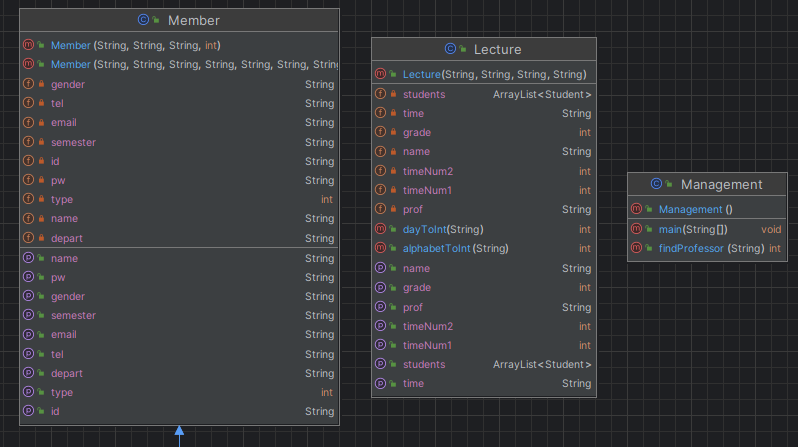 Member
Member (String, String, String, int)
Member (String, String, String, String, String, String, Strin
gender String
tel String
email String
semester String
id String
pw String
type int
name String
depart String
name String
pw String
gender String
semester String
email String
tel String
depart String
type int
id String
Lecture
Lecture(String, String, String, String)
students ArrayList<Student>
time String
grade int
name String
timeNum2 int
timeNum1 int
prof String
dayToInt(String) int
alphabetToInt(String) int
name String
grade int
prof String
timeNum2 int
timeNum1 int
students ArrayList<Student>
time String
Management
Management ()
main(String[]) void
findProfessor (String) int